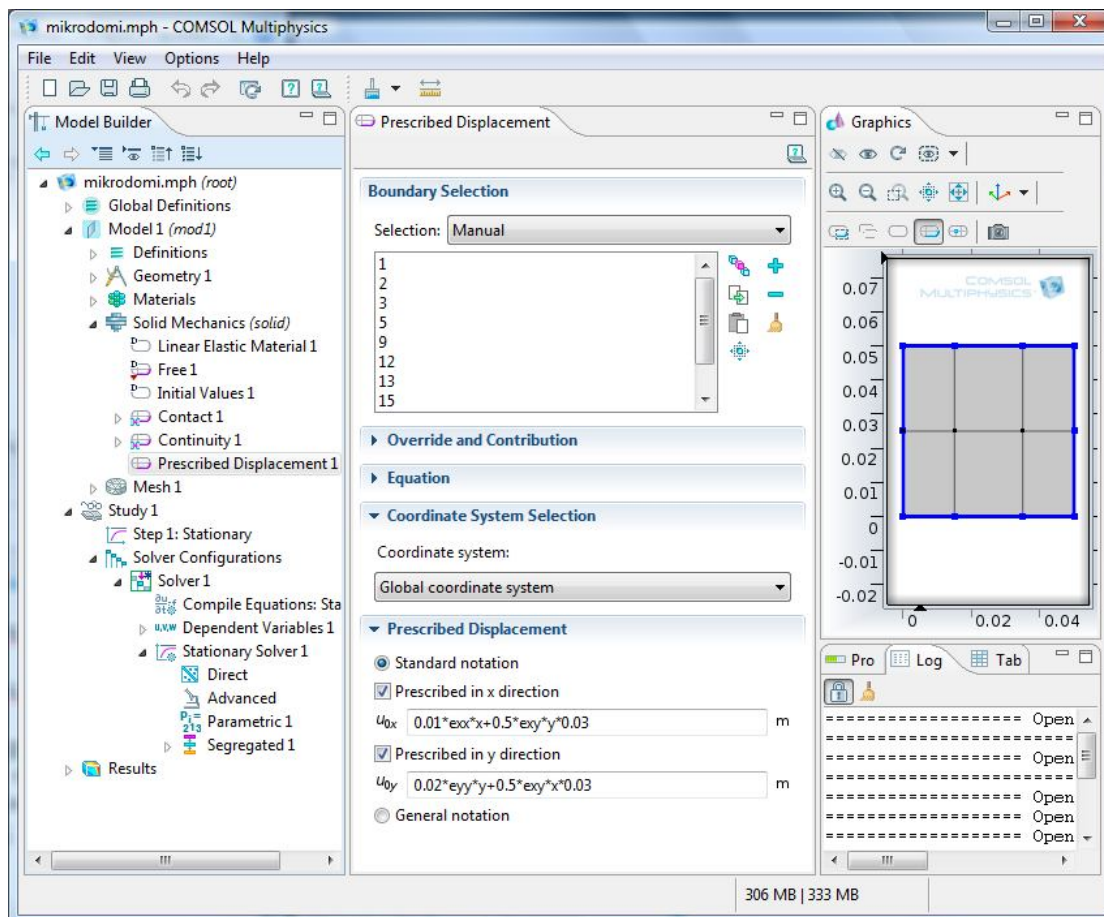 mikrodomi.mph - COMSOL Multiphysics
File Edit View Options Help
Model Builder
mikrodomi.mph (root)
Global Definitions
Model 1 (mod1)
Definitions
Geometry 1
Materials
Solid Mechanics (solid)
Linear Elastic Material 1
Free 1
Initial Values 1
Contact 1
Continuity 1
Prescribed Displacement 1
Mesh 1
Study 1
Step 1: Stationary
Solver Configurations
Solver 1
Compile Equations: Sta
Dependent Variables 1
Stationary Solver 1
Direct
Advanced
Parametric 1
Segregated 1
Results
Prescribed Displacement
Boundary Selection
Selection: Manual
1
2
3
5
9
12
13
15
Override and Contribution
Equation
Coordinate System Selection
Coordinate system:
Global coordinate system
Prescribed Displacement
Standard notation
Prescribed in x direction
u0x 0.01*exx*x+0.5*exy*y*0.03 m
Prescribed in y direction
u0y 0.02*eyy*y+0.5*exy*x*0.03 m
General notation
Graphics
COMSOL
MULTIPHYSICS
0.07
0.06
0.05
0.04
0.03
0.02
0.01
0
-0.01
-0.02
0 0.02 0.04
Pro Log Tab
=================== Open
===================
=================== Open
===================
=================== Open
=================== Open
=================== Open
306 MB | 333 MB